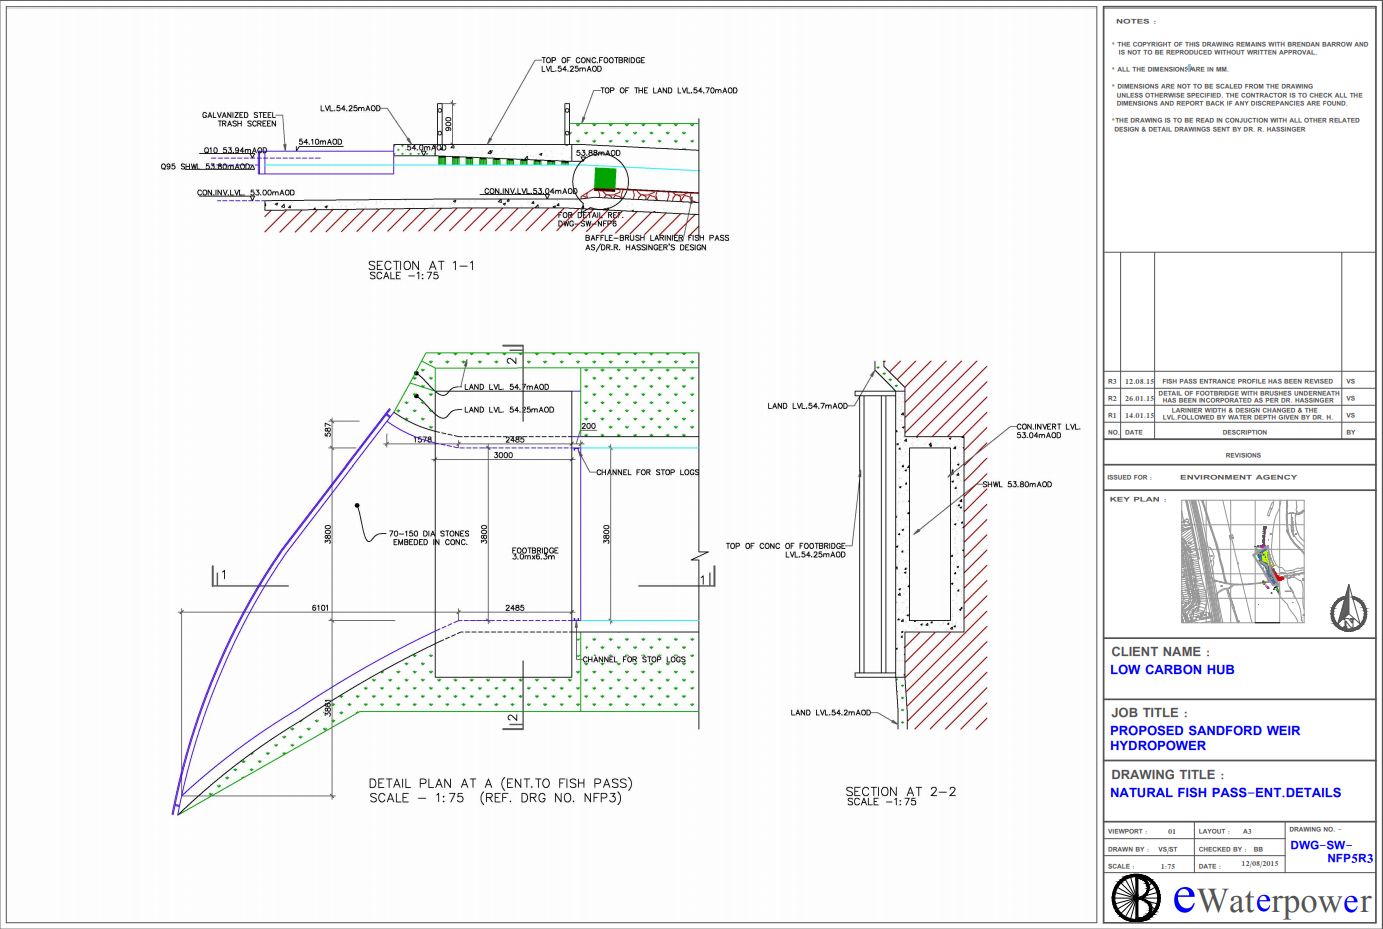 TOP OF CONC.FOOTBRIDGE
LVL.54.25mAOD
TOP OF THE LAND LVL.54.70mAOD
LVL.54.25mAOD
GALVANIZED STEEL
TRASH SCREEN
900
54.10mAOD
54.0mAOD
53.88mAOD
Q10 53.94mAOD
Q95 SHWL 53.80mAOD
CON.INV.LVL. 53.00mAOD
CON.INV.LVL. 53.04mAOD
FOR DETAIL REF.
DWG-SW-NFP6
BAFFLE-BRUSH LARINIER FISH PASS
AS/DR.R. HASSINGER'S DESIGN
SECTION AT 1-1
SCALE -1:75
2
LAND LVL. 54.7mAOD
LAND LVL. 54.25mAOD
587
1578
2485
200
3000
CHANNEL FOR STOP LOGS
70-150 DIA STONES
EMBEDED IN CONC.
3800
3800
3800
FOOTBRIDGE
3.0mx6.3m
1
1
6101
2485
CHANNEL FOR STOP LOGS
3861
2
DETAIL PLAN AT A (ENT.TO FISH PASS)
SCALE - 1:75 (REF. DRG NO. NFP3)
LAND LVL.54.7mAOD
CON.INVERT LVL.
53.04mAOD
SHWL 53.80mAOD
TOP OF CONC OF FOOTBRIDGE
LVL.54.25mAOD
LAND LVL.54.2mAOD
SECTION AT 2-2
SCALE -1:75
NOTES :
* THE COPYRIGHT OF THIS DRAWING REMAINS WITH BRENDAN BARROW AND
IS NOT TO BE REPRODUCED WITHOUT WRITTEN APPROVAL.
* ALL THE DIMENSIONS ARE IN MM.
* DIMENSIONS ARE NOT TO BE SCALED FROM THE DRAWING
UNLESS OTHERWISE SPECIFIED. THE CONTRACTOR IS TO CHECK ALL THE
DIMENSIONS AND REPORT BACK IF ANY DISCREPANCIES ARE FOUND.
*THE DRAWING IS TO BE READ IN CONJUCTION WITH ALL OTHER RELATED
DESIGN & DETAIL DRAWINGS SENT BY DR. R. HASSINGER
R3 12.08.15 FISH PASS ENTRANCE PROFILE HAS BEEN REVISED VS
R2 26.01.15 DETAIL OF FOOTBRIDGE WITH BRUSHES UNDERNEATH
HAS BEEN INCORPORATED AS PER DR. HASSINGER VS
R1 14.01.15 LARINIER WIDTH & DESIGN CHANGED & THE
LVL.FOLLOWED BY WATER DEPTH GIVEN BY DR. H. VS
NO. DATE DESCRIPTION BY
REVISIONS
ISSUED FOR : ENVIRONMENT AGENCY
KEY PLAN :
N
CLIENT NAME :
LOW CARBON HUB
JOB TITLE :
PROPOSED SANDFORD WEIR
HYDROPOWER
DRAWING TITLE :
NATURAL FISH PASS-ENT.DETAILS
VIEWPORT : 01 LAYOUT : A3
DRAWN BY : VS/ST CHECKED BY : BB
SCALE : 1:75 DATE : 12/08/2015
DRAWING NO. -
DWG-SW-
NFP5R3
eWaterpower